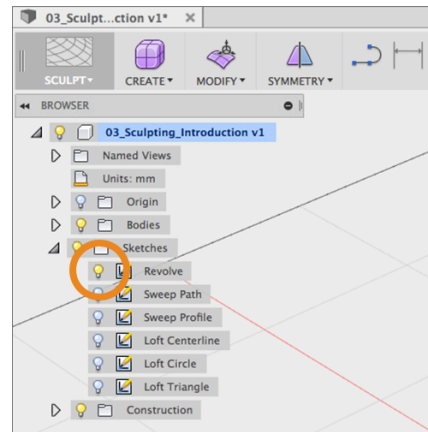 03_Sculpt...ction v1*
SCULPT CREATE MODIFY SYMMETRY
BROWSER
03_Sculpting_Introduction v1
Named Views
Units: mm
Origin
Bodies
Sketches
Revolve
Sweep Path
Sweep Profile
Loft Centerline
Loft Circle
Loft Triangle
Construction